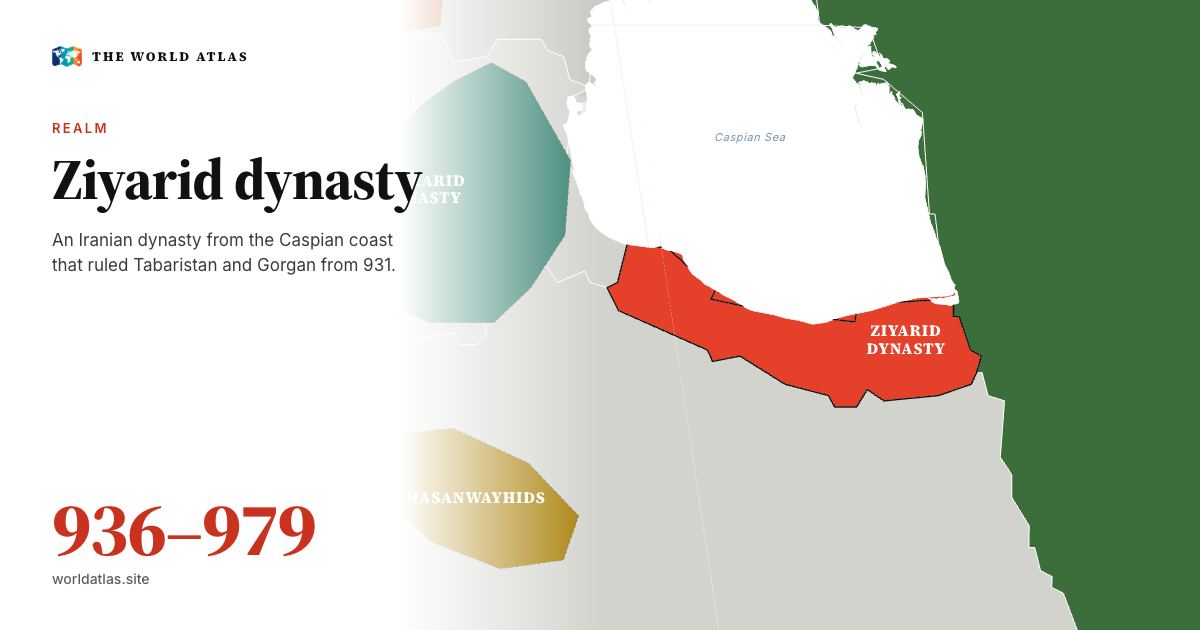 THE WORLD ATLAS
REALM
Ziyarid dynasty
An Iranian dynasty from the Caspian coast
that ruled Tabaristan and Gorgan from 931.
936–979
worldatlas.site
Caspian Sea
ZIYARID
DYNASTY
HASANWAYHIDS